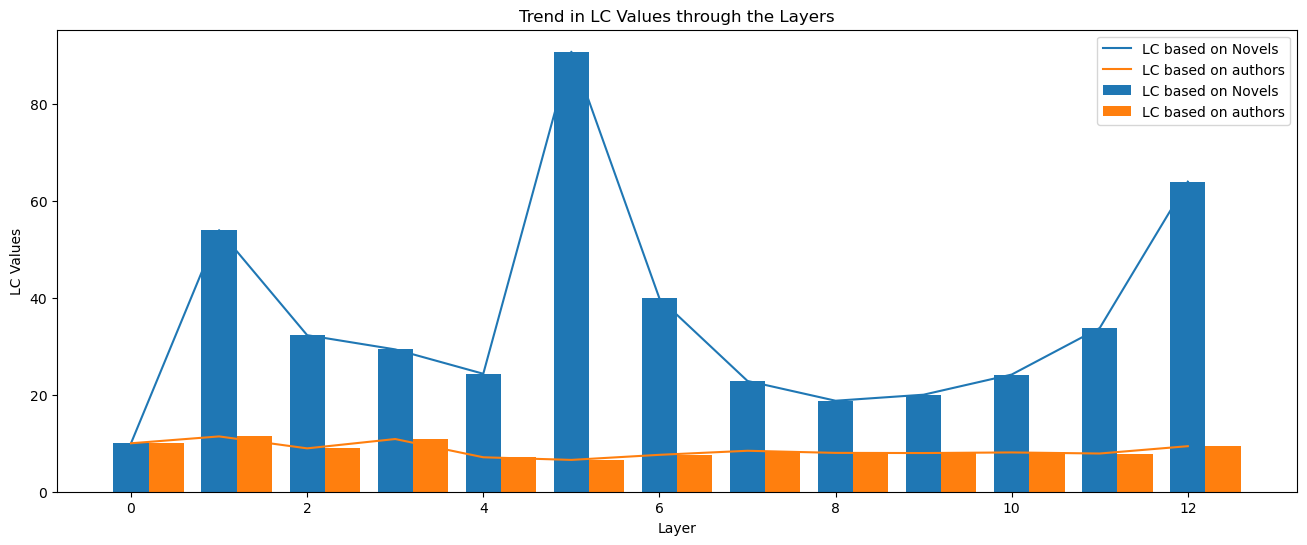 Trend in LC Values through the Layers
LC Values
80
60
40
20
0
LC based on Novels
LC based on authors
LC based on Novels
LC based on authors
0 2 4 6 8 10 12
Layer